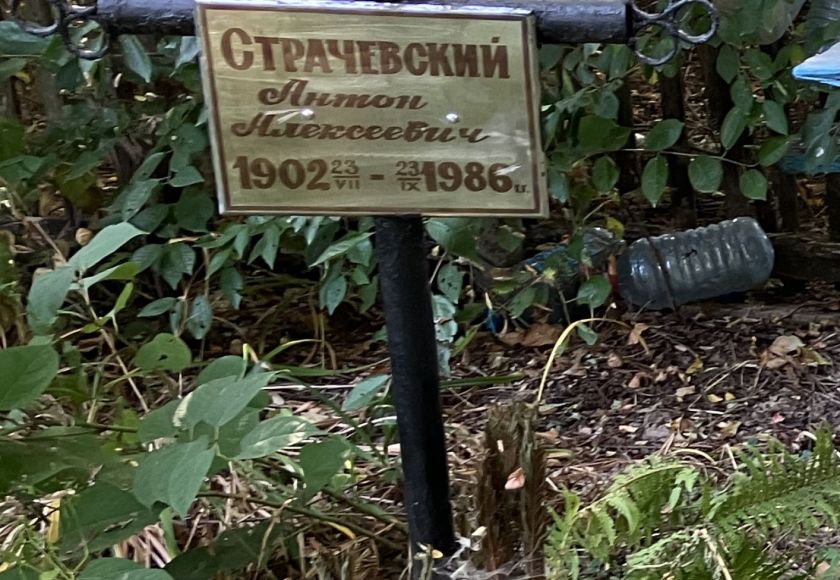 СТРАЧЕВСКИЙ
Антон
Алексеевич
1902 23/VII - 23/IX 1986 г.